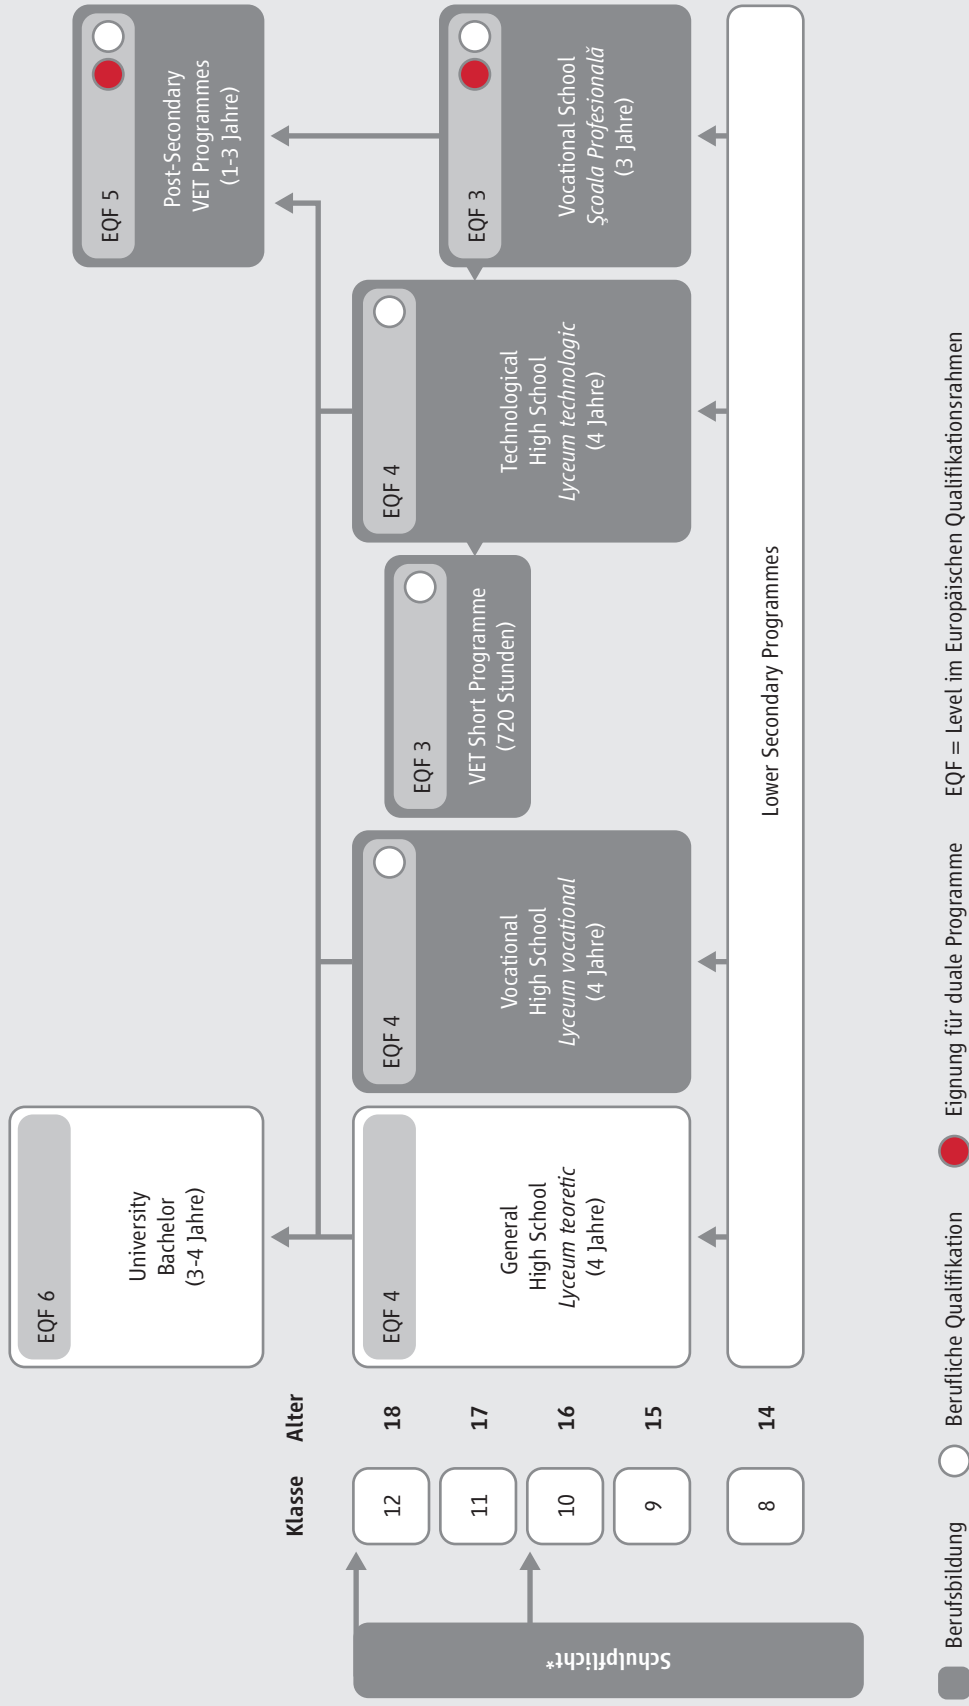 EQF 6
University
Bachelor
(3-4 Jahre)
EQF 5
Post-Secondary
VET Programmes
(1-3 Jahre)
Klasse
Alter
12
18
11
17
10
16
9
15
8
14
Schulpflicht*
EQF 4
General
High School
Lyceum teoretic
(4 Jahre)
EQF 4
Vocational
High School
Lyceum vocational
(4 Jahre)
EQF 3
VET Short Programme
(720 Stunden)
EQF 4
Technological
High School
Lyceum technologic
(4 Jahre)
EQF 3
Vocational School
Şcoala Profesională
(3 Jahre)
Lower Secondary Programmes
Berufsbildung
Berufliche Qualifikation
Eignung für duale Programme
EQF = Level im Europäischen Qualifikationsrahmen